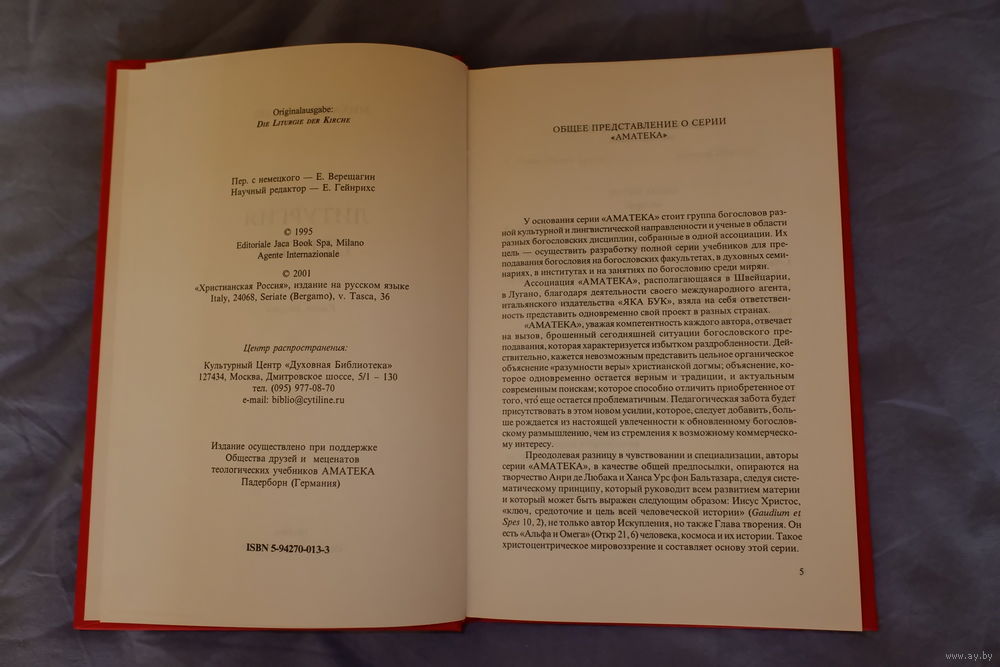 Originalausgabe:
DIE LITURGIE DER KIRCHE
Пер. с немецкого — Е. Верещагин
Научный редактор — Е. Гейнрихс
© 1995
Editoriale Jaca Book Spa, Milano
Agente Internazionale
© 2001
«Христианская Россия», издание на русском языке
Italy, 24068, Seriate (Bergamo), v. Tasca, 36
Центр распространения:
Культурный Центр «Духовная Библиотека»
127434, Москва, Дмитровское шоссе, 5/1 – 130
тел. (095) 977-08-70
e-mail: biblio@cytiline.ru
Издание осуществлено при поддержке
Общества друзей и меценатов
теологических учебников АМАТЕКА
Падерборн (Германия)
ISBN 5-94270-013-3
ОБЩЕЕ ПРЕДСТАВЛЕНИЕ О СЕРИИ
«АМАТЕКА»
У основания серии «АМАТЕКА» стоит группа богословов раз-
ной культурной и лингвистической направленности и ученые в области
разных богословских дисциплин, собранные в одной ассоциации. Их
цель — осуществить разработку полной серии учебников для пре-
подавания богословия на богословских факультетах, в духовных семи-
нариях, в институтах и на занятиях по богословию среди мирян.
Ассоциация «АМАТЕКА», располагающаяся в Швейцарии,
в Лугано, благодаря деятельности своего международного агента,
итальянского издательства «ЯКА БУК», взяла на себя ответствен-
ность представить одновременно свой проект в разных странах.
«АМАТЕКА», уважая компетентность каждого автора, отвечает
на вызов, брошенный сегодняшней ситуации богословского пре-
подавания, которая характеризуется избытком раздробленности. Дей-
ствительно, кажется невозможным представить цельное органическое
объяснение «разумности веры» христианской догмы; объяснение, ко-
торое одновременно остается верным и традиции, и актуальным
современным поискам; которое способно отличить приобретенное от
того, что́ еще остается проблематичным. Педагогическая забота будет
присутствовать в этом новом усилии, которое, следует добавить, боль-
ше рождается из настоящей увлеченности к обновленному богослов-
скому размышлению, чем из стремления к возможному коммерческо-
му интересу.
Преодолевая разницу в чувствовании и специализации, авторы
серии «АМАТЕКА», в качестве общей предпосылки, опираются на
творчество Анри де Любака и Ханса Урс фон Бальтазара, следуя систе-
матическому принципу, который руководит всем развитием материи
и который может быть выражен следующим образом: Иисус Христос,
«ключ, средоточие и цель всей человеческой истории» (Gaudium et
Spes 10, 2), не только автор Искупления, но также Глава творения. Он
есть «Альфа и Омега» (Откр 21, 6) человека, космоса и их истории. Такое
христоцентрическое мировоззрение и составляет основу этой серии.
5
www.ay.by